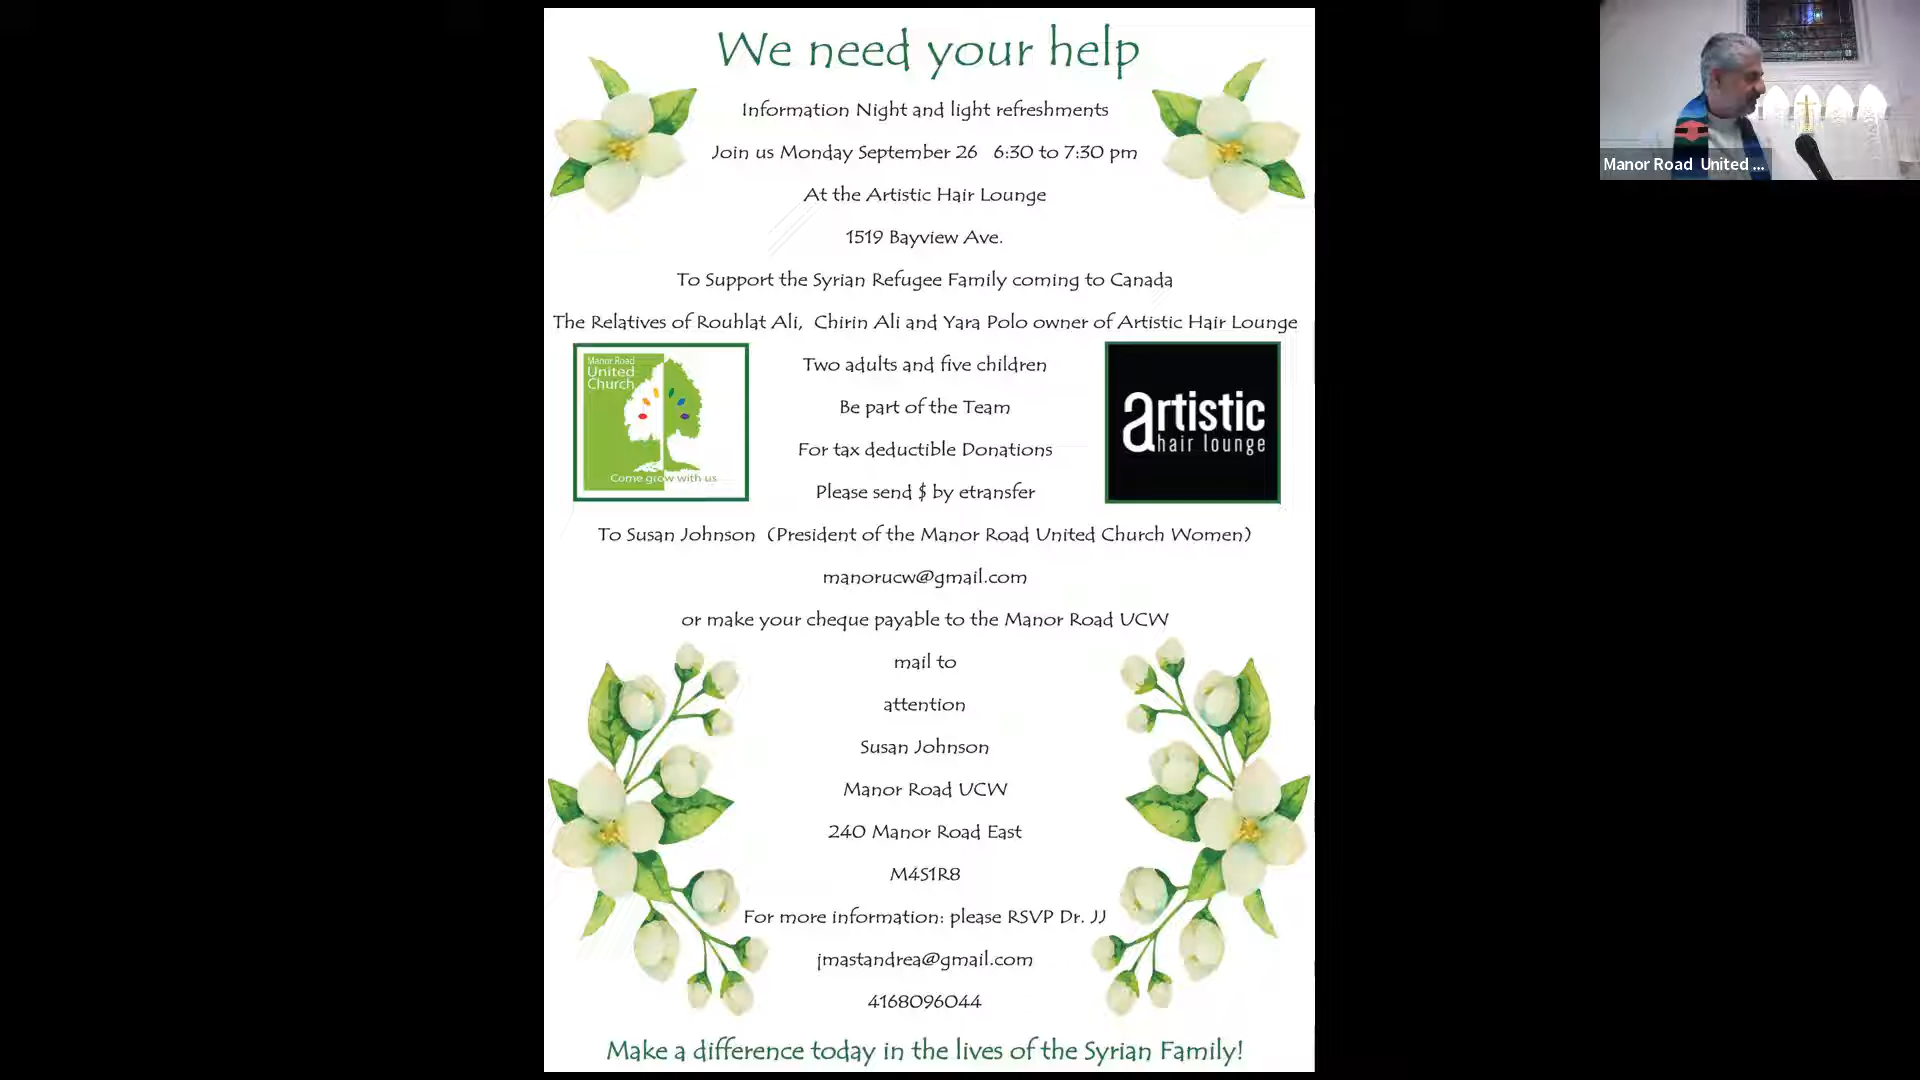 We need your help
Information Night and light refreshments
Join us Monday September 26 6:30 to 7:30 pm
At the Artistic Hair Lounge
1519 Bayview Ave.
To Support the Syrian Refugee Family coming to Canada
The Relatives of Rouhlat Ali, Chirin Ali and Yara Polo owner of Artistic Hair Lounge
Manor Road
United
Church
Come grow with us
Two adults and five children
Be part of the Team
For tax deductible Donations
Please send $ by etransfer
artistic
hair lounge
To Susan Johnson (President of the Manor Road United Church Women)
manorucw@gmail.com
or make your cheque payable to the Manor Road UCW
mail to
attention
Susan Johnson
Manor Road UCW
240 Manor Road East
M4S1R8
For more information: please RSVP Dr. JJ
jmastandrea@gmail.com
4168096044
Make a difference today in the lives of the Syrian Family!
Manor Road United ...